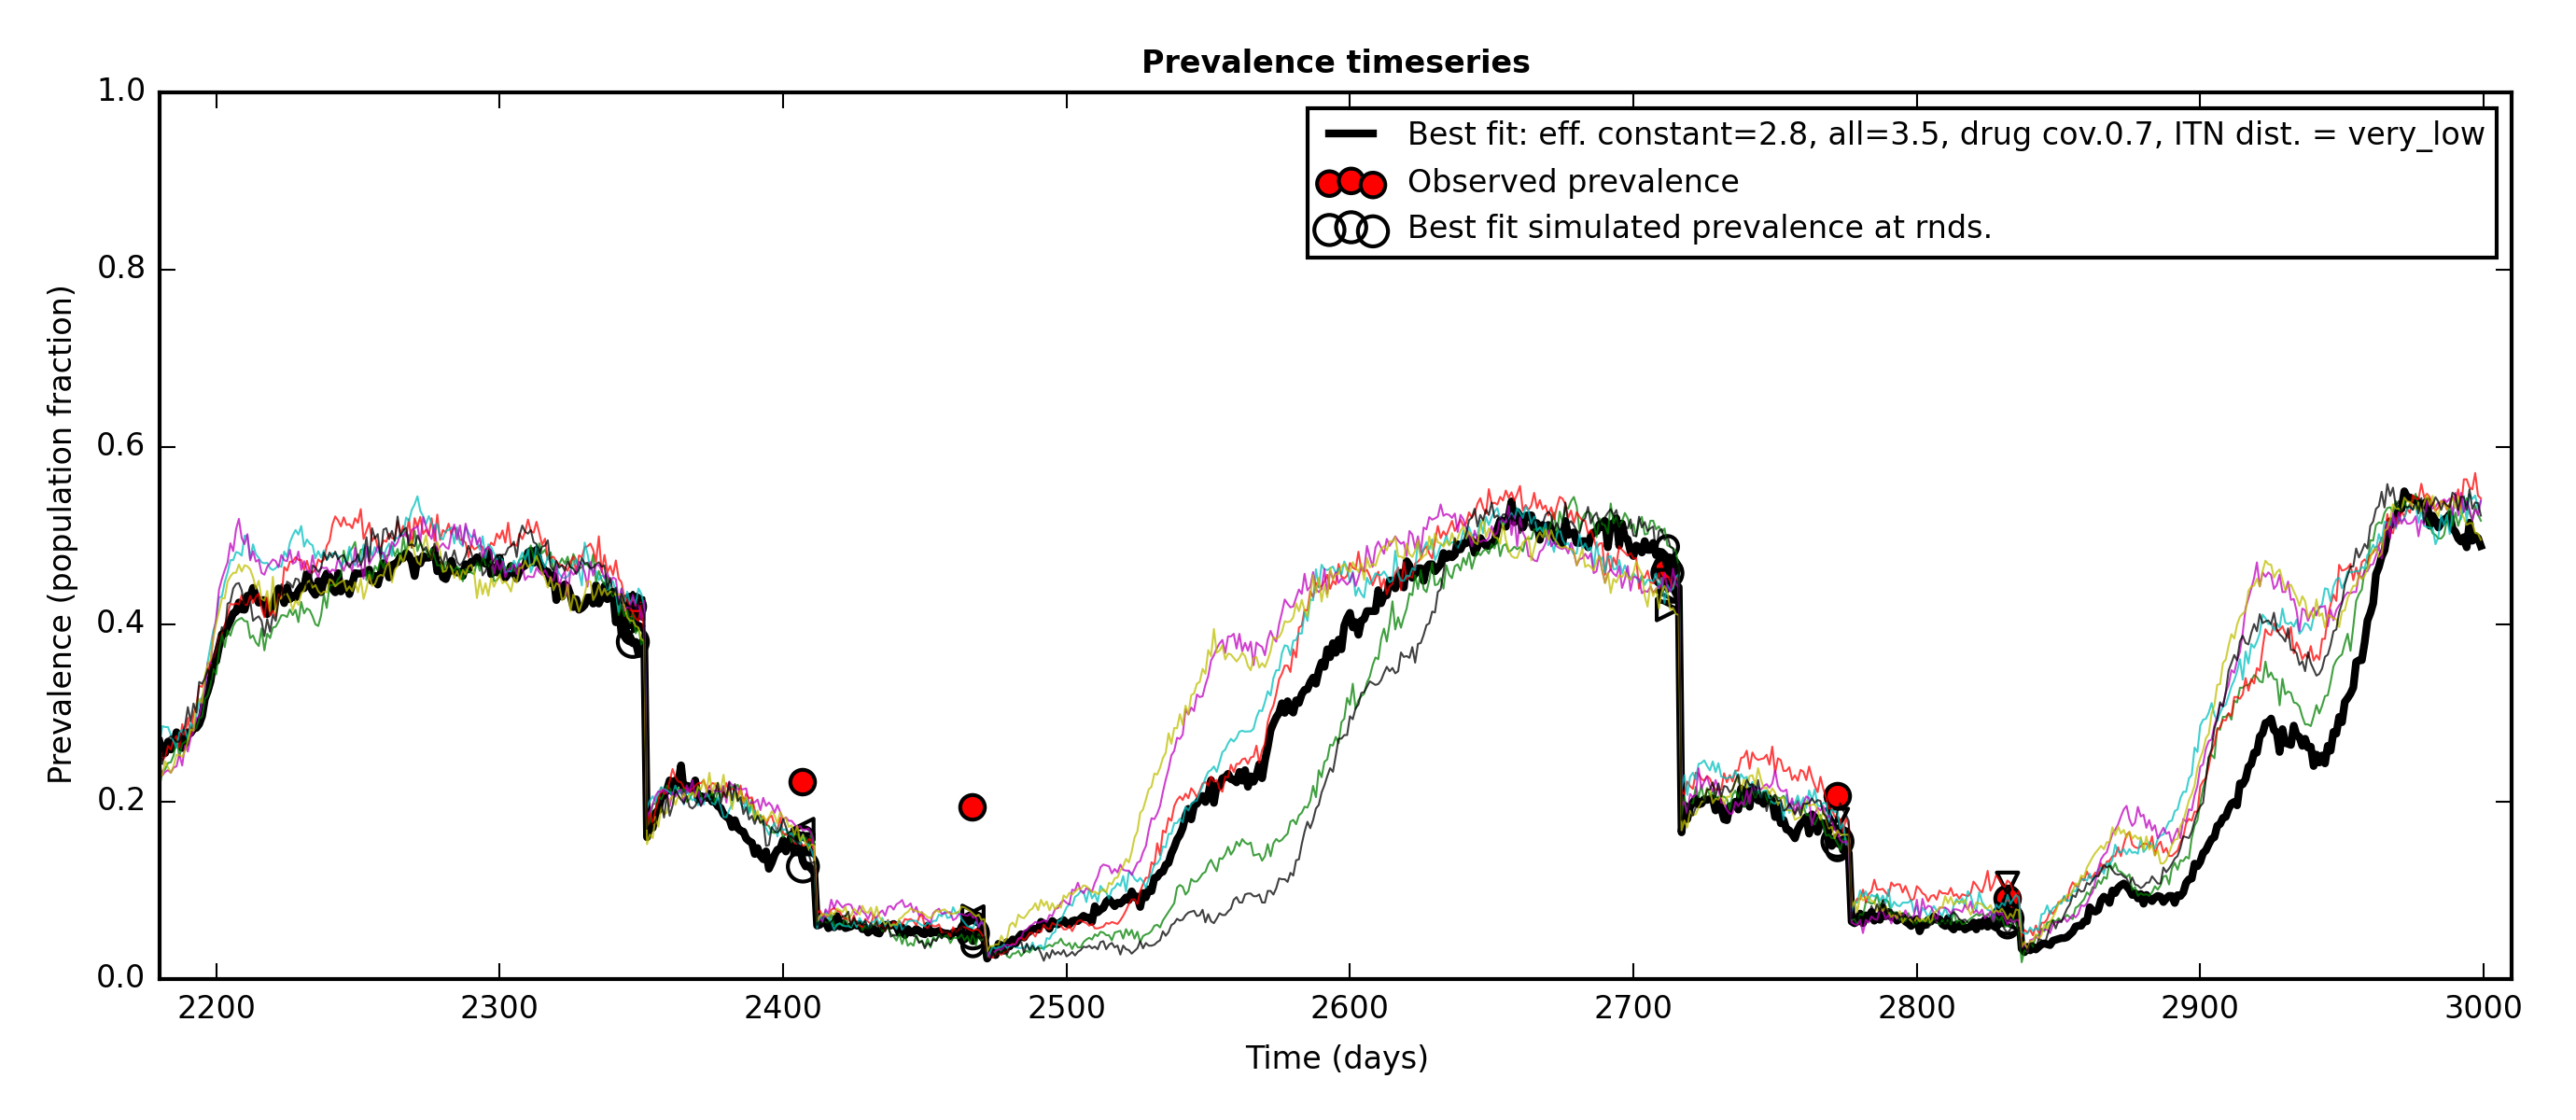 Prevalence timeseries
1.0
Best fit: eff. constant=2.8, all=3.5, drug cov.0.7, ITN dist. = very_low
Observed prevalence
Best fit simulated prevalence at rnds.
0.8
0.6
0.4
0.2
0.0
Prevalence (population fraction)
2200 2300 2400 2500 2600 2700 2800 2900 3000
Time (days)